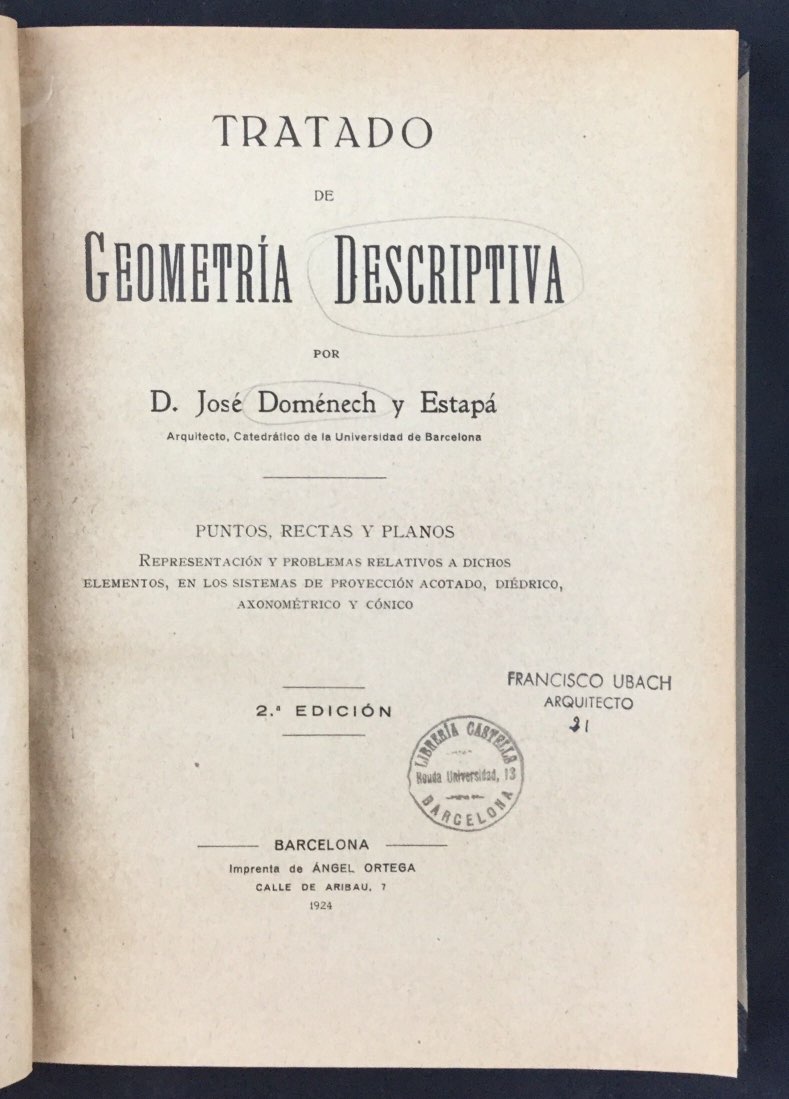 TRATADO
DE
GEOMETRÍA DESCRIPTIVA
POR
D. José Doménech y Estapá
Arquitecto, Catedrático de la Universidad de Barcelona
PUNTOS, RECTAS Y PLANOS
REPRESENTACIÓN Y PROBLEMAS RELATIVOS A DICHOS
ELEMENTOS, EN LOS SISTEMAS DE PROYECCIÓN ACOTADO, DIÉDRICO,
AXONOMÉTRICO Y CÓNICO
2.ª EDICIÓN
FRANCISCO UBACH
ARQUITECTO
21
LIBRERÍA CASTELLS
Ronda Universidad, 13
BARCELONA
BARCELONA
Imprenta de ÁNGEL ORTEGA
CALLE DE ARIBAU, 7
1924